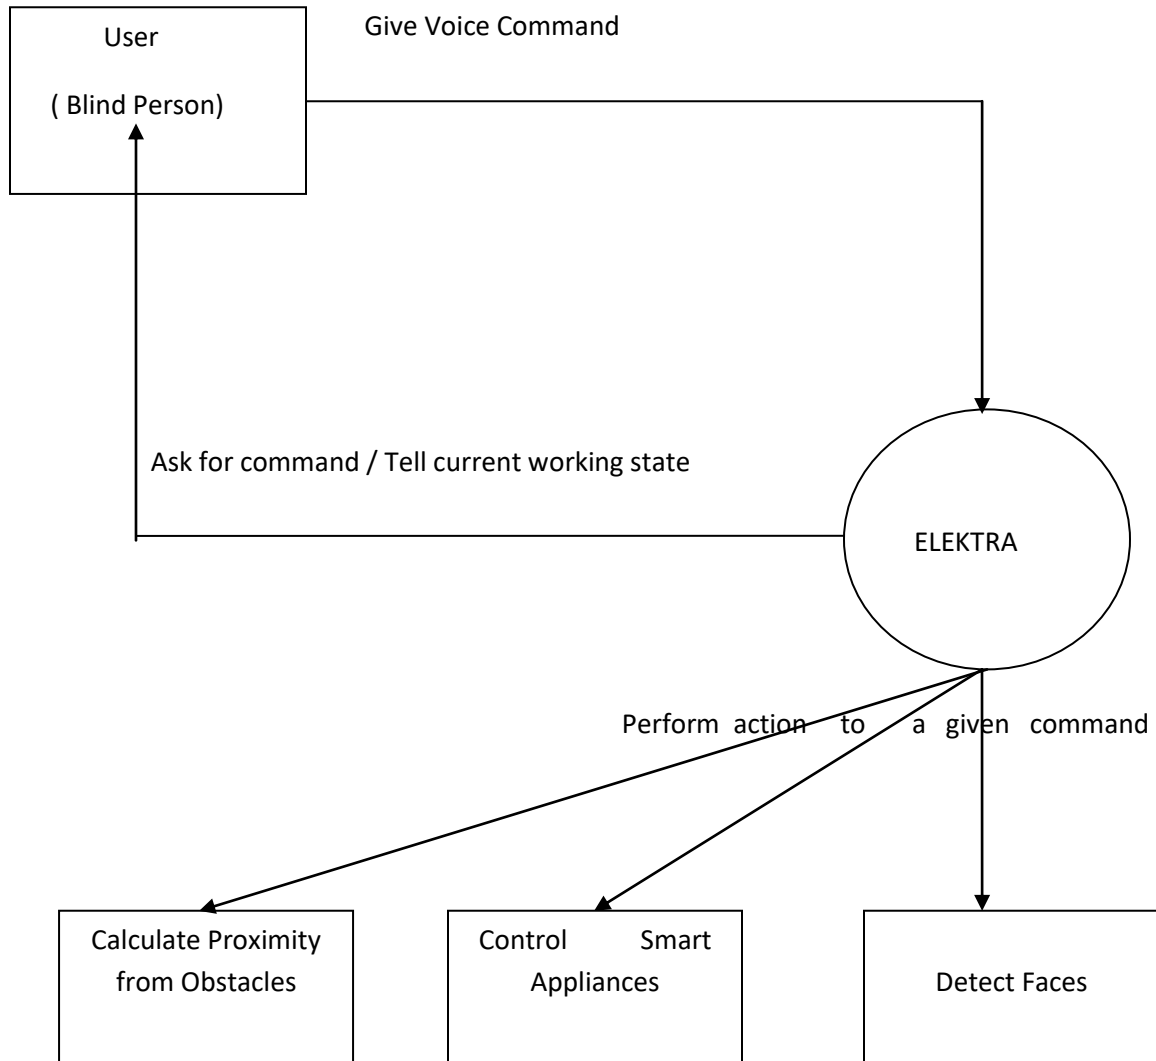 User
( Blind Person)
Give Voice Command
Ask for command / Tell current working state
ELEKTRA
Perform action to a given command
Calculate Proximity
from Obstacles
Control Smart
Appliances
Detect Faces